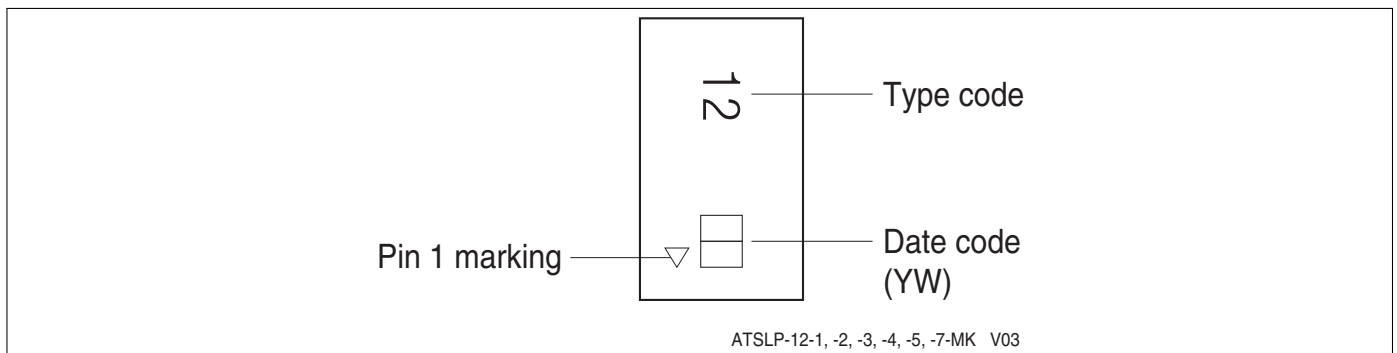 12
Type code
Pin 1 marking
Date code
(YW)
ATSLP-12-1, -2, -3, -4, -5, -7-MK V03